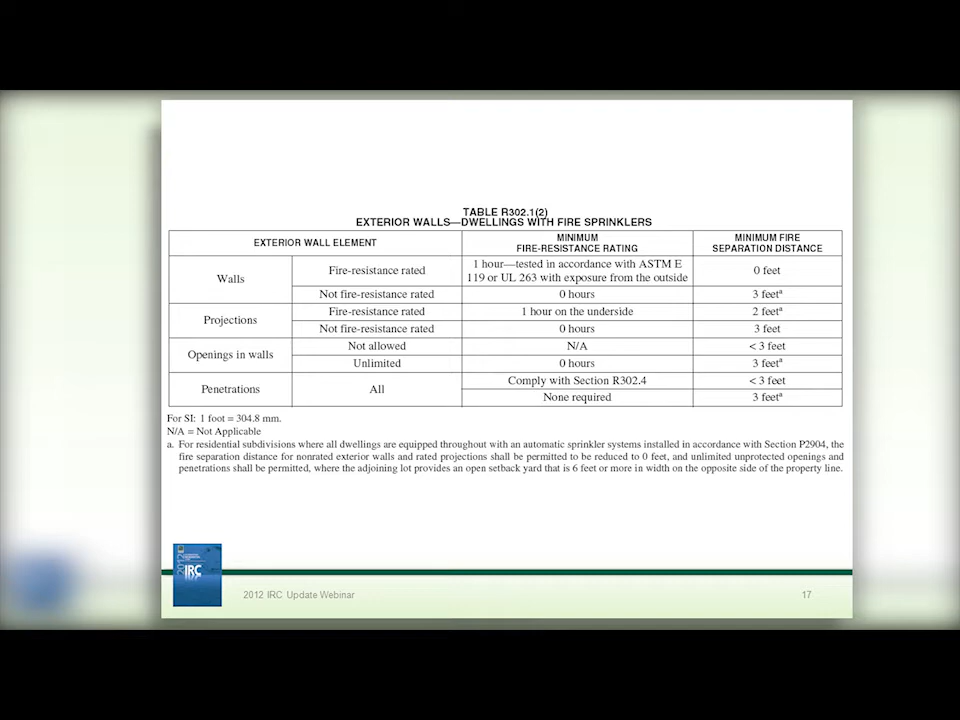 TABLE R302.1(2)
EXTERIOR WALLS—DWELLINGS WITH FIRE SPRINKLERS
EXTERIOR WALL ELEMENT
MINIMUM
FIRE-RESISTANCE RATING
MINIMUM FIRE
SEPARATION DISTANCE
Walls
Fire-resistance rated
1 hour—tested in accordance with ASTM E
119 or UL 263 with exposure from the outside
0 feet
Not fire-resistance rated
0 hours
3 feetª
Projections
Fire-resistance rated
1 hour on the underside
2 feetª
Not fire-resistance rated
0 hours
3 feet
Openings in walls
Not allowed
N/A
< 3 feet
Unlimited
0 hours
3 feetª
Penetrations
All
Comply with Section R302.4
< 3 feet
None required
3 feetª
For SI: 1 foot = 304.8 mm.
N/A = Not Applicable
a. For residential subdivisions where all dwellings are equipped throughout with an automatic sprinkler systems installed in accordance with Section P2904, the
fire separation distance for nonrated exterior walls and rated projections shall be permitted to be reduced to 0 feet, and unlimited unprotected openings and
penetrations shall be permitted, where the adjoining lot provides an open setback yard that is 6 feet or more in width on the opposite side of the property line.
2012
IRC
2012 IRC Update Webinar
17